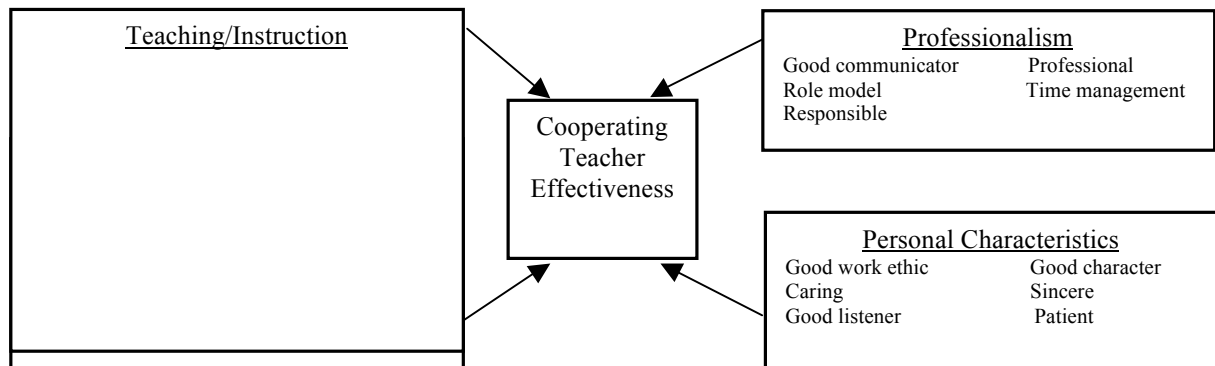 Teaching/Instruction
Cooperating
Teacher
Effectiveness
Professionalism
Good communicator Professional
Role model Time management
Responsible
Personal Characteristics
Good work ethic Good character
Caring Sincere
Good listener Patient